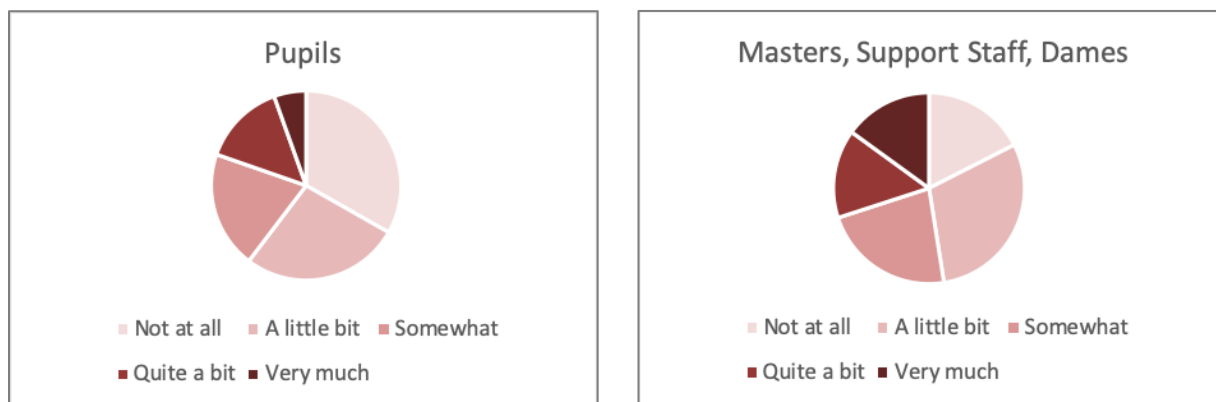 Pupils
Not at all A little bit Somewhat
Quite a bit Very much
Masters, Support Staff, Dames
Not at all A little bit Somewhat
Quite a bit Very much